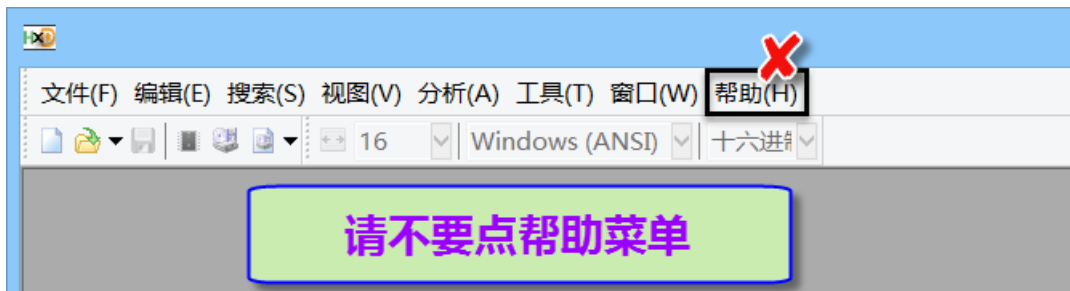 HxD
文件(F) 编辑(E) 搜索(S) 视图(V) 分析(A) 工具(T) 窗口(W) 帮助(H)
16 Windows (ANSI) 十六进
请不要点帮助菜单